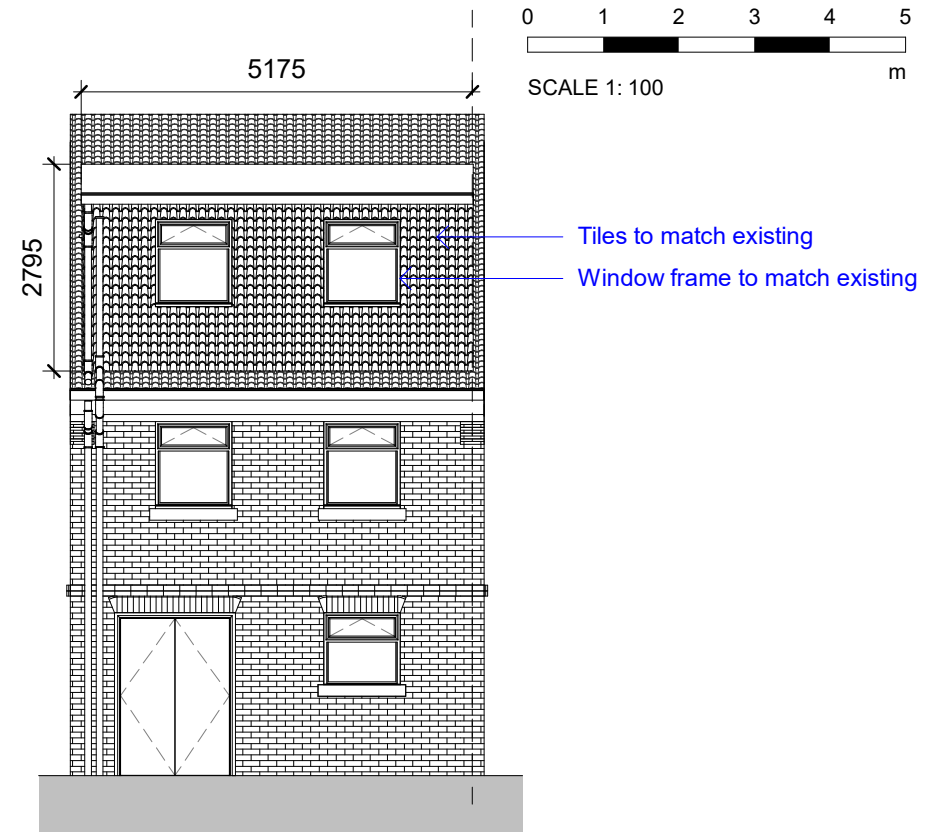 0 1 2 3 4 5
m
SCALE 1: 100
5175
2795
Tiles to match existing
Window frame to match existing